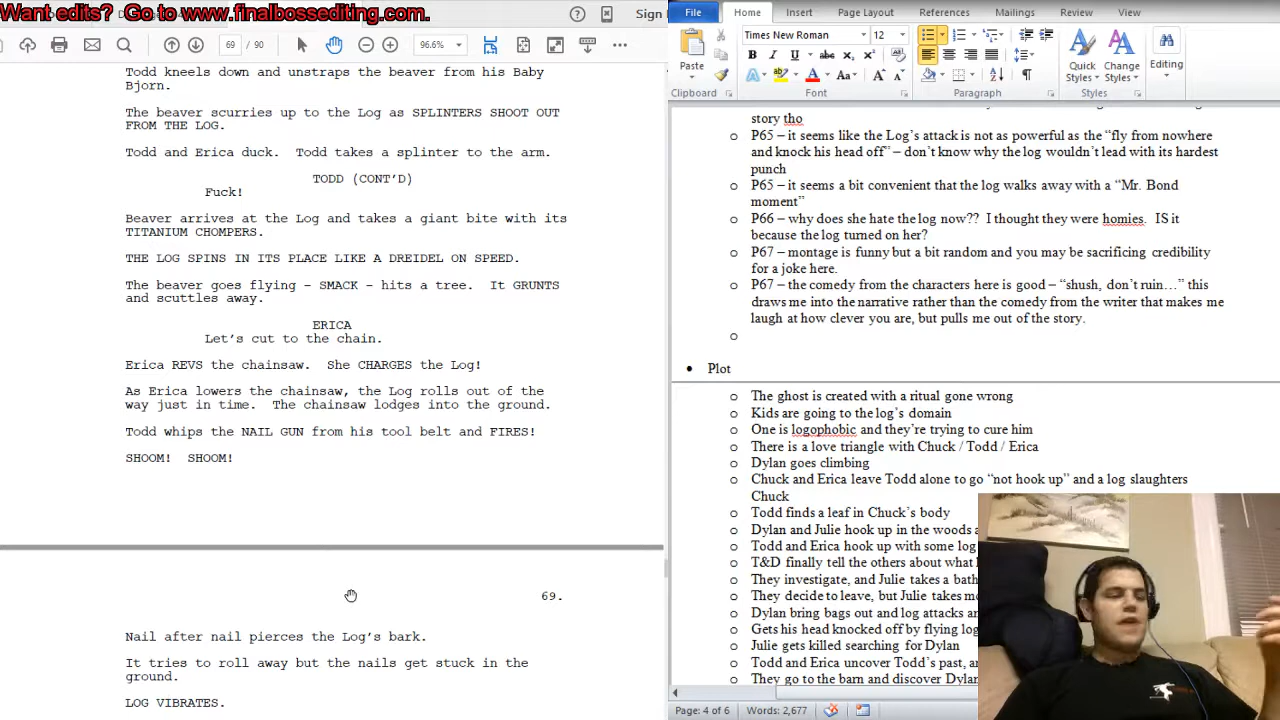 Want edits?  Go to www.finalbossediting.com.
Sign
69
96.6%
Todd kneels down and unstraps the beaver from his Baby
Bjorn.
The beaver scurries up to the Log as SPLINTERS SHOOT OUT
FROM THE LOG.
Todd and Erica duck.  Todd takes a splinter to the arm.
TODD (CONT'D)
Fuck!
Beaver arrives at the Log and takes a giant bite with its
TITANIUM CHOMPERS.
THE LOG SPINS IN ITS PLACE LIKE A DREIDEL ON SPEED.
The beaver goes flying – SMACK – hits a tree.  It GRUNTS
and scuttles away.
ERICA
Let's cut to the chain.
Erica REVS the chainsaw.  She CHARGES the Log!
As Erica lowers the chainsaw, the Log rolls out of the
way just in time.  The chainsaw lodges into the ground.
Todd whips the NAIL GUN from his tool belt and FIRES!
SHOOM!  SHOOM!
69.
Nail after nail pierces the Log's bark.
It tries to roll away but the nails get stuck in the
ground.
LOG VIBRATES.
File Home Insert Page Layout References Mailings Review View
Times New Roman 12
Paste
Quick Styles
Change Styles
Editing
Clipboard Font Paragraph Styles
story tho
o P65 – it seems like the Log's attack is not as powerful as the “fly from nowhere
and knock his head off” – don't know why the log wouldn't lead with its hardest
punch
o P65 – it seems a bit convenient that the log walks away with a “Mr. Bond
moment”
o P66 – why does she hate the log now??  I thought they were homies.  IS it
because the log turned on her?
o P67 – montage is funny but a bit random and you may be sacrificing credibility
for a joke here.
o P67 – the comedy from the characters here is good – “shush, don't ruin…” this
draws me into the narrative rather than the comedy from the writer that makes me
laugh at how clever you are, but pulls me out of the story.
o
• Plot
o The ghost is created with a ritual gone wrong
o Kids are going to the log's domain
o One is logophobic and they're trying to cure him
o There is a love triangle with Chuck / Todd / Erica
o Dylan goes climbing
o Chuck and Erica leave Todd alone to go “not hook up” and a log slaughters
Chuck
o Todd finds a leaf in Chuck's body
o Dylan and Julie hook up in the woods
o Todd and Erica hook up with some log
o T&D finally tell the others about what
o They investigate, and Julie takes a bath
o They decide to leave, but Julie takes
o Dylan bring bags out and log attacks
o Gets his head knocked off by flying log
o Julie gets killed searching for Dylan
o Todd and Erica uncover Todd's past,
o They go to the barn and discover Dylan
Page: 4 of 6 Words: 2,677